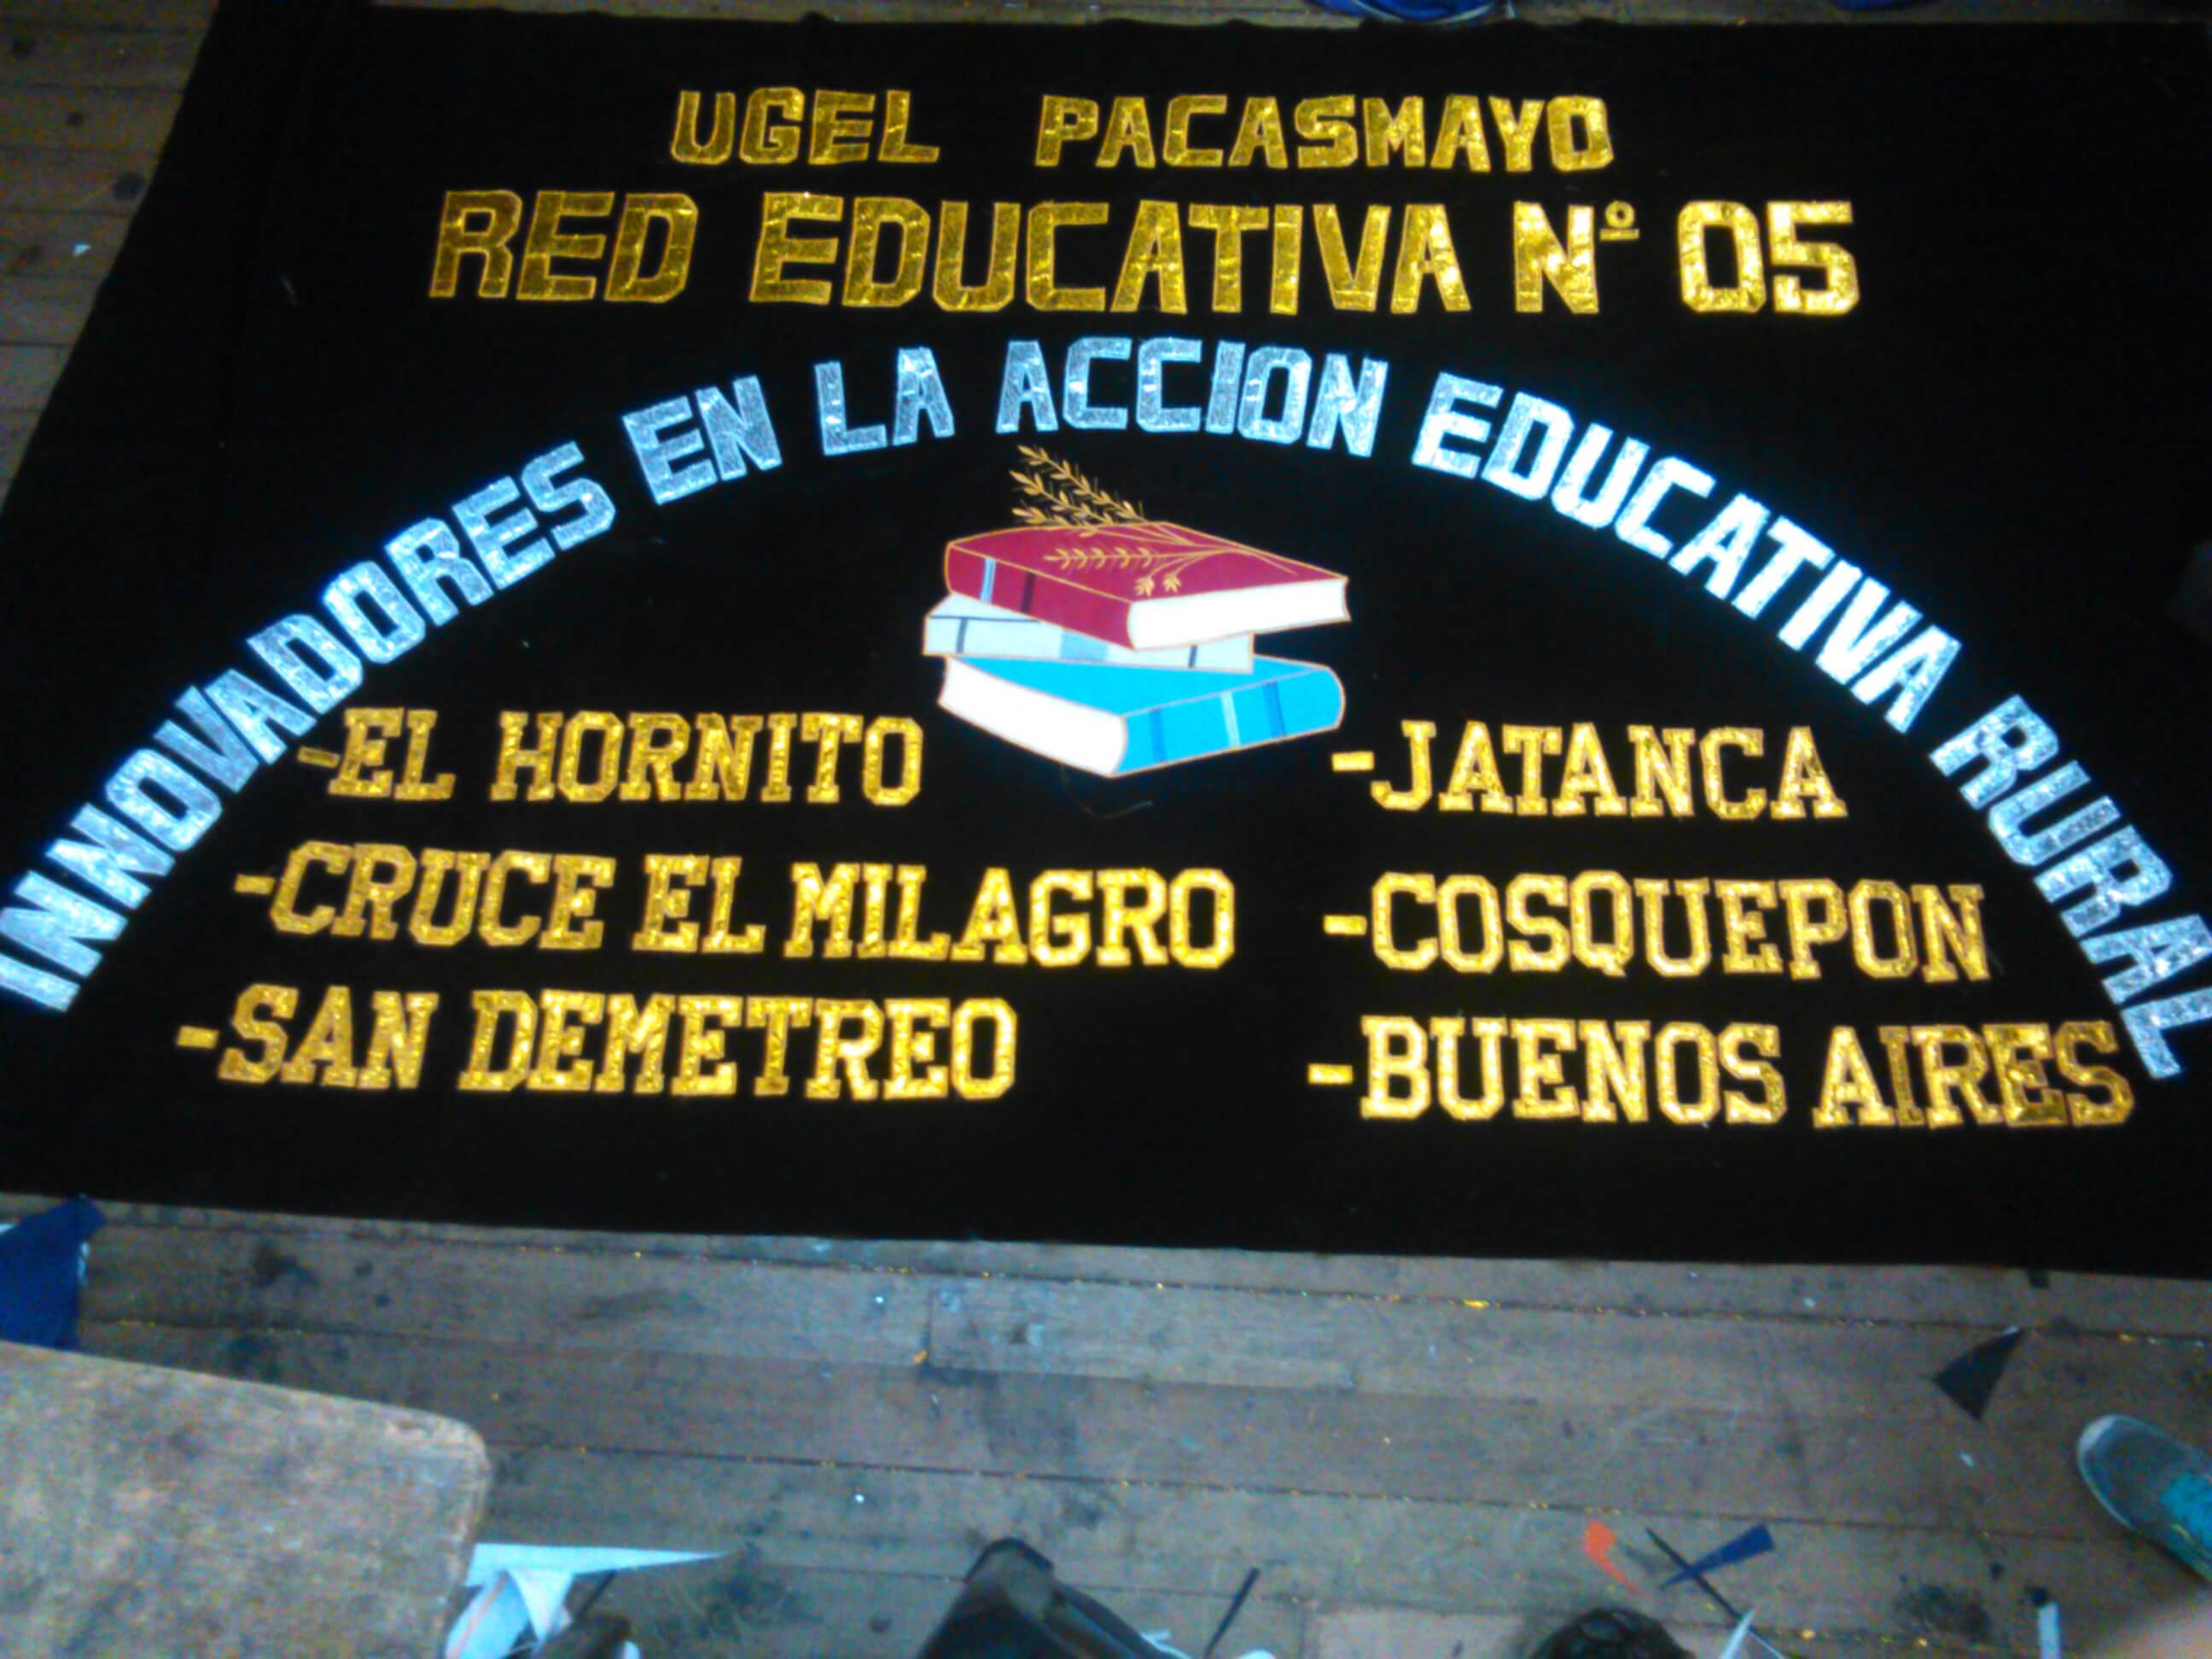 UGEL PACASMAYO
RED EDUCATIVA Nº 05
INNOVADORES EN LA ACCION EDUCATIVA RURAL
-EL HORNITO
-CRUCE EL MILAGRO
-SAN DEMETREO
-JATANCA
-COSQUEPON
-BUENOS AIRES